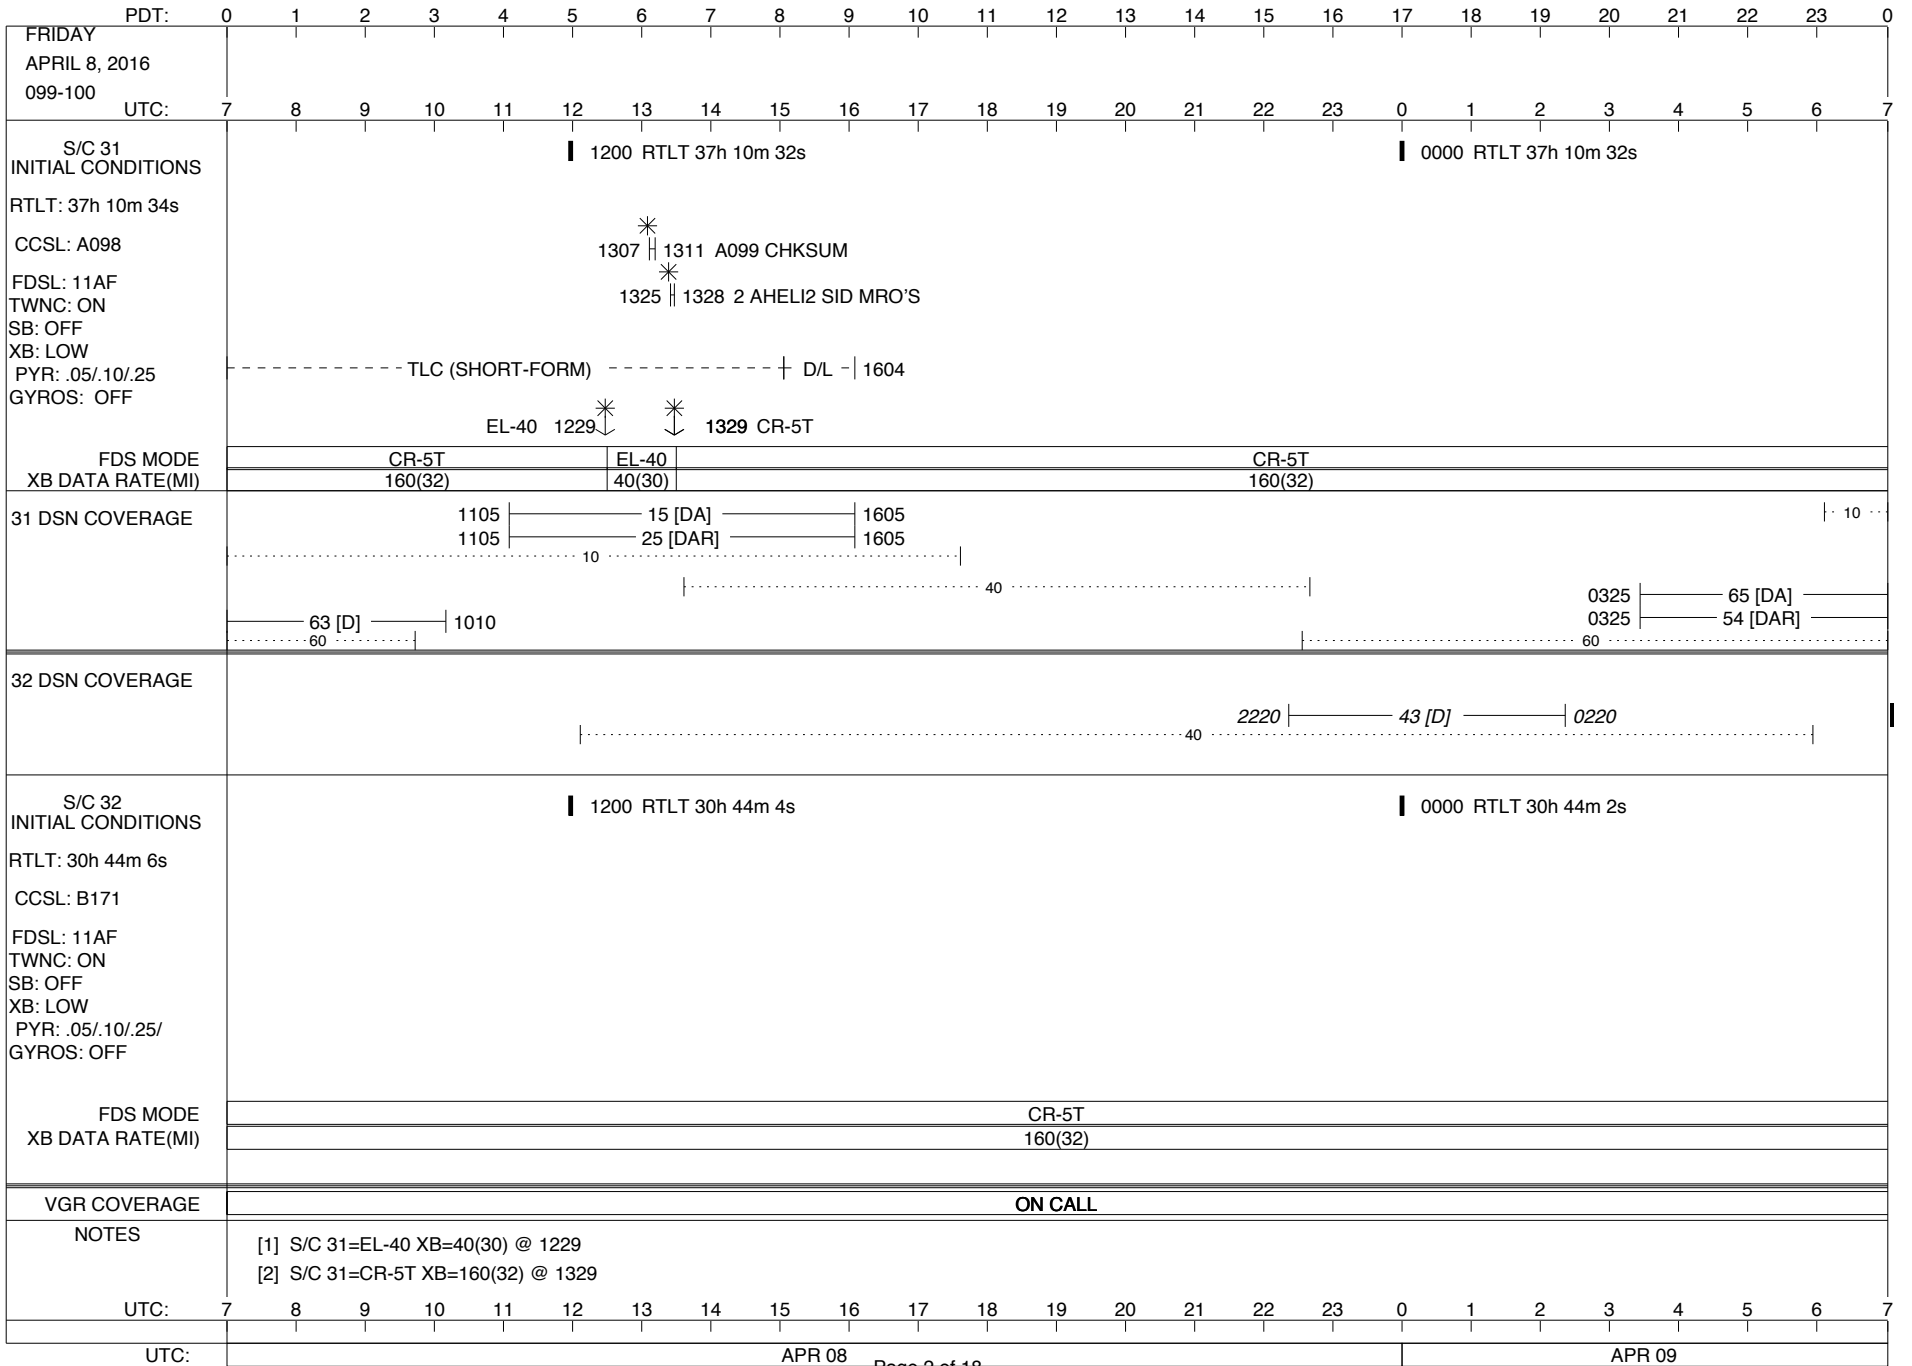 PDT: 0 1 2 3 4 5 6 7 8 9 10 11 12 13 14 15 16 17 18 19 20 21 22 23 0
FRIDAY
APRIL 8, 2016
099-100
UTC: 7 8 9 10 11 12 13 14 15 16 17 18 19 20 21 22 23 0 1 2 3 4 5 6 7
S/C 31
INITIAL CONDITIONS
1200 RTLT 37h 10m 32s
0000 RTLT 37h 10m 32s
RTLT: 37h 10m 34s
CCSL: A098
1307 1311 A099 CHKSUM
FDSL: 11AF
1325 1328 2 AHELI2 SID MRO'S
TWNC: ON
SB: OFF
XB: LOW
PYR: .05/.10/.25
TLC (SHORT-FORM) D/L 1604
GYROS: OFF
EL-40 1229 1329 CR-5T
FDS MODE CR-5T EL-40 CR-5T
XB DATA RATE(MI) 160(32) 40(30) 160(32)
31 DSN COVERAGE
1105 15 [DA] 1605
10
1105 25 [DAR] 1605
10
40
0325 65 [DA]
63 [D] 1010
0325 54 [DAR]
60
60
32 DSN COVERAGE
2220 43 [D] 0220
40
S/C 32
INITIAL CONDITIONS
1200 RTLT 30h 44m 4s
0000 RTLT 30h 44m 2s
RTLT: 30h 44m 6s
CCSL: B171
FDSL: 11AF
TWNC: ON
SB: OFF
XB: LOW
PYR: .05/.10/.25/
GYROS: OFF
FDS MODE CR-5T
XB DATA RATE(MI) 160(32)
VGR COVERAGE ON CALL
NOTES
[1] S/C 31=EL-40 XB=40(30) @ 1229
[2] S/C 31=CR-5T XB=160(32) @ 1329
UTC: 7 8 9 10 11 12 13 14 15 16 17 18 19 20 21 22 23 0 1 2 3 4 5 6 7
UTC: APR 08 APR 09
Page 2 of 18